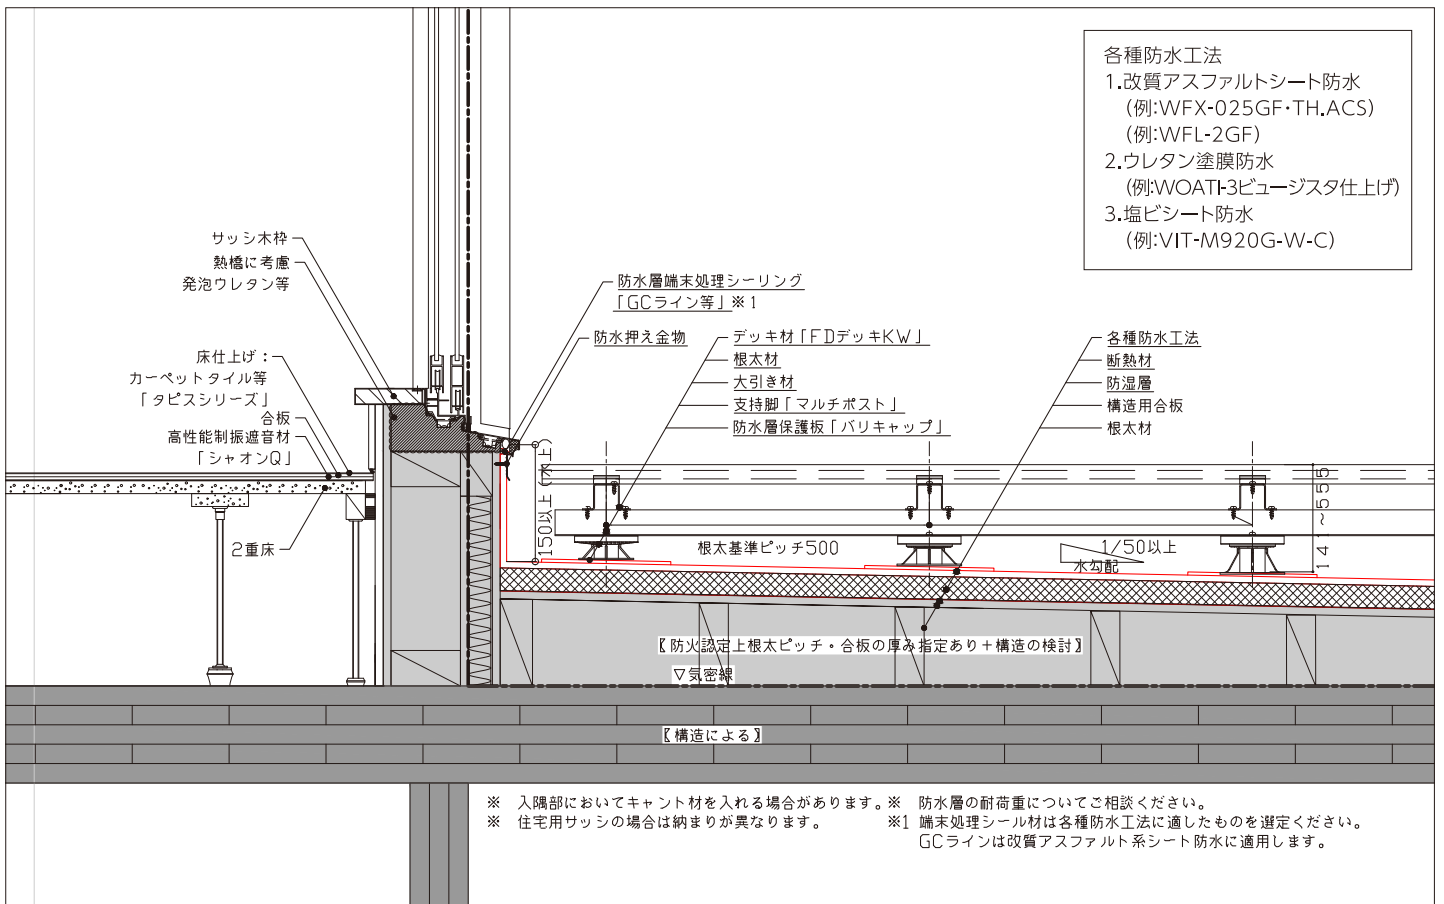 各種防水工法
1.改質アスファルトシート防水
(例:WFX-025GF・TH.ACS)
(例:WFL-2GF)
2.ウレタン塗膜防水
(例:WOATI-3ビュージスタ仕上げ)
3.塩ビシート防水
(例:VIT-M920G-W-C)
サッシ木枠
熱橋に考慮
発泡ウレタン等
床仕上げ：
カーペットタイル等
「タピスシリーズ」
合板
高性能制振遮音材
「シャオンQ」
2重床
防水層端末処理シーリング
「GCライン等」※1
防水押え金物
デッキ材「FDデッキKW」
根太材
大引き材
支持脚「マルチポスト」
防水層保護板「バリキャップ」
各種防水工法
断熱材
防湿層
構造用合板
根太材
150以上(水上)
根太基準ピッチ500
1/50以上
水勾配
141～555
【防火認定上根太ピッチ・合板の厚み指定あり＋構造の検討】
▽気密線
【構造による】
※ 入隅部においてキャント材を入れる場合があります。
※ 住宅用サッシの場合は納まりが異なります。
※ 防水層の耐荷重についてご相談ください。
※1 端末処理シール材は各種防水工法に適したものを選定ください。
GCラインは改質アスファルト系シート防水に適用します。